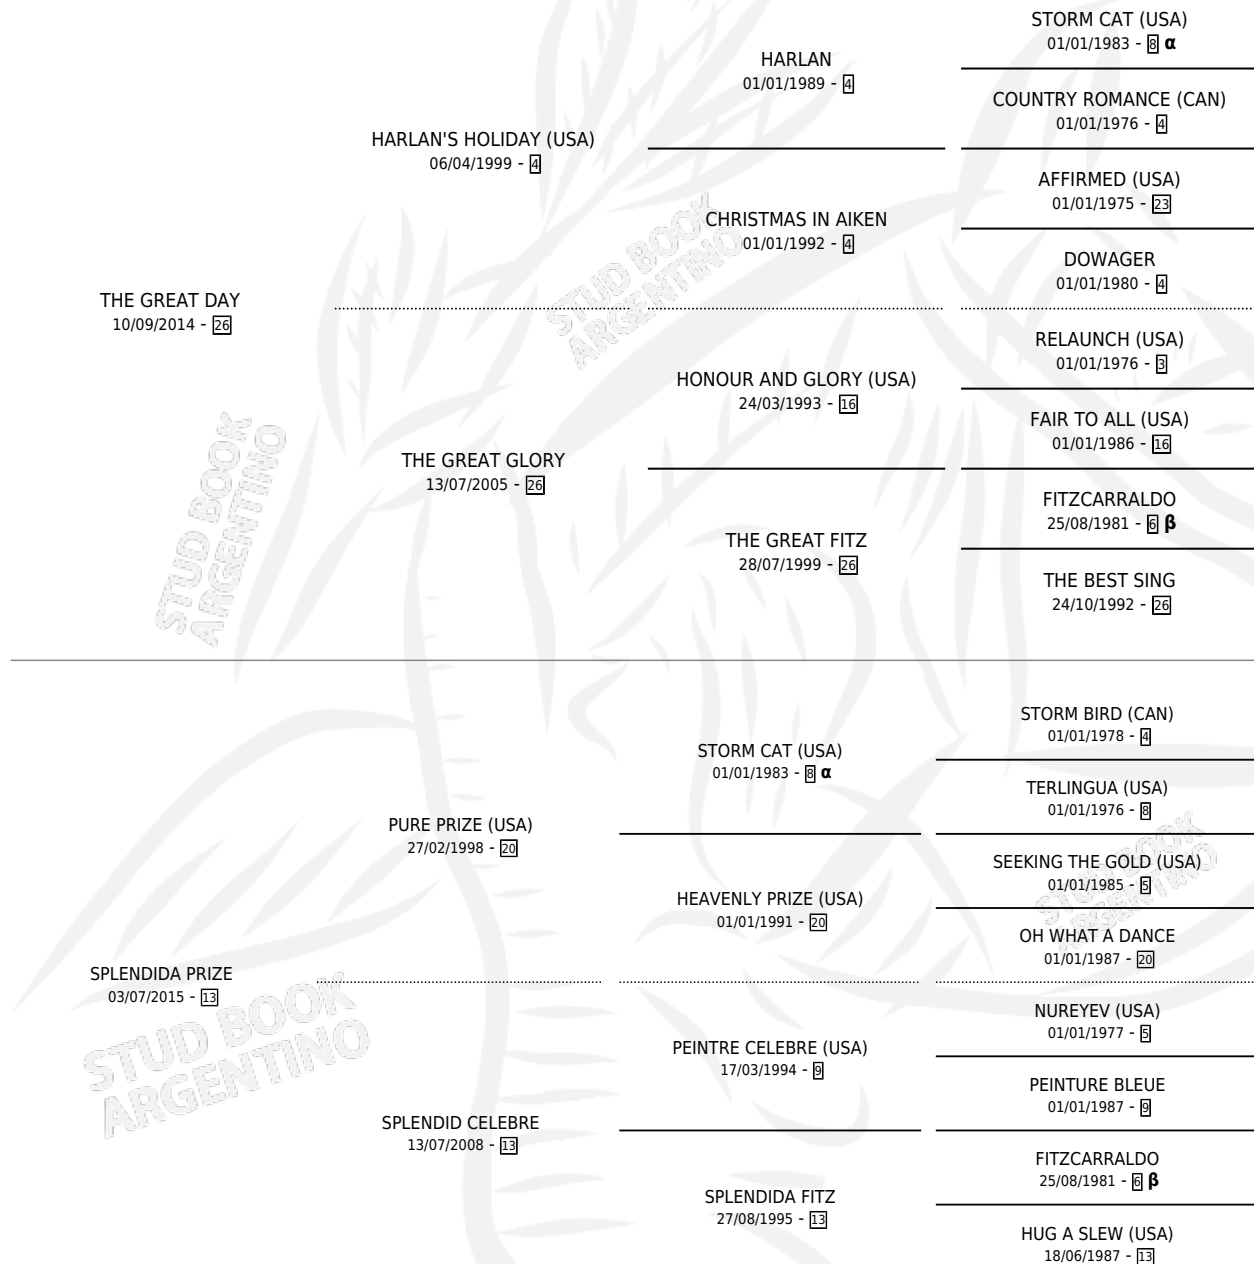 THE GREAT DAY
10/09/2014 - 26
HARLAN'S HOLIDAY (USA)
06/04/1999 - 4
THE GREAT GLORY
13/07/2005 - 26
HARLAN
01/01/1989 - 4
CHRISTMAS IN AIKEN
01/01/1992 - 4
HONOUR AND GLORY (USA)
24/03/1993 - 16
THE GREAT FITZ
28/07/1999 - 26
STORM CAT (USA)
01/01/1983 - 8 α
COUNTRY ROMANCE (CAN)
01/01/1976 - 4
AFFIRMED (USA)
01/01/1975 - 23
DOWAGER
01/01/1980 - 4
RELAUNCH (USA)
01/01/1976 - 3
FAIR TO ALL (USA)
01/01/1986 - 16
FITZCARRALDO
25/08/1981 - 6 β
THE BEST SING
24/10/1992 - 26
STUD BOOK
ARGENTINO
STUD BOOK
ARGENTINO
SPLENDIDA PRIZE
03/07/2015 - 13
PURE PRIZE (USA)
27/02/1998 - 20
SPLENDID CELEBRE
13/07/2008 - 13
STORM CAT (USA)
01/01/1983 - 8 α
HEAVENLY PRIZE (USA)
01/01/1991 - 20
PEINTRE CELEBRE (USA)
17/03/1994 - 9
SPLENDIDA FITZ
27/08/1995 - 13
STORM BIRD (CAN)
01/01/1978 - 4
TERLINGUA (USA)
01/01/1976 - 8
SEEKING THE GOLD (USA)
01/01/1985 - 5
OH WHAT A DANCE
01/01/1987 - 20
NUREYEV (USA)
01/01/1977 - 5
PEINTURE BLEUE
01/01/1987 - 9
FITZCARRALDO
25/08/1981 - 6 β
HUG A SLEW (USA)
18/06/1987 - 13
STUD BOOK
ARGENTINO
STUD BOOK
ARGENTINO